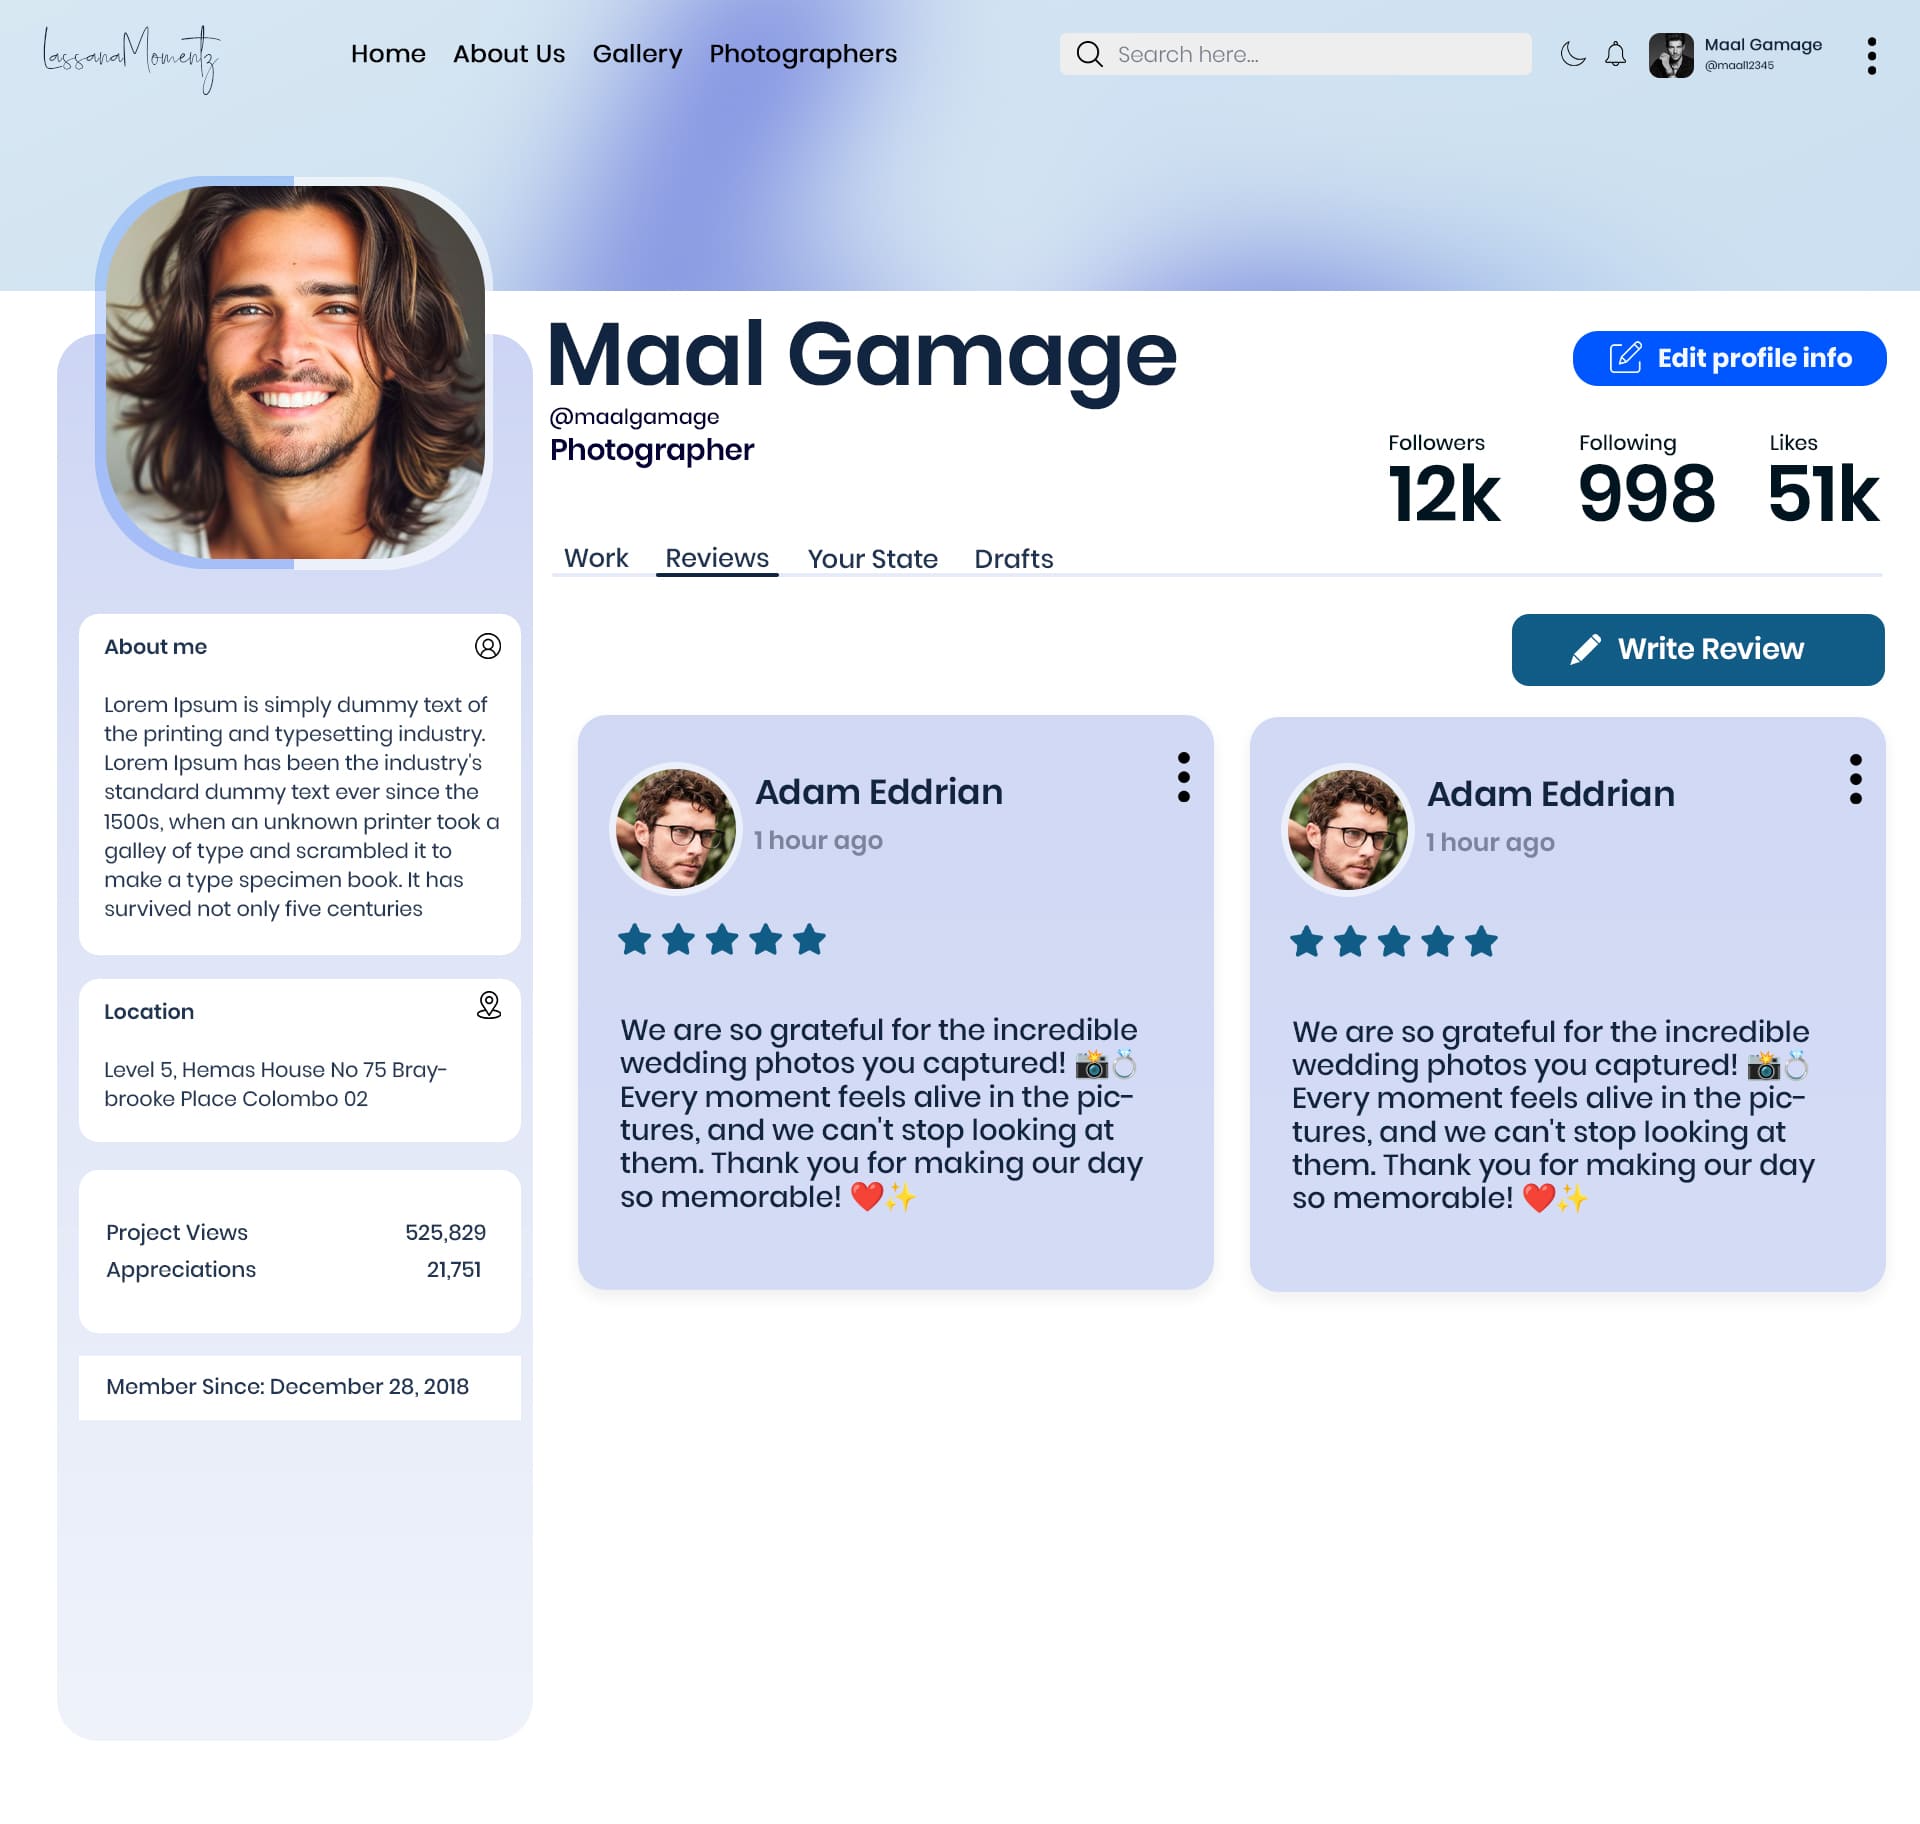 LassanaMomentz
Home About Us Gallery Photographers
Search here...
Maal Gamage
@maal12345
Maal Gamage
@maalgamage
Photographer
Edit profile info
Followers Following Likes
12k 998 51k
Work Reviews Your State Drafts
About me
Lorem Ipsum is simply dummy text of
the printing and typesetting industry.
Lorem Ipsum has been the industry's
standard dummy text ever since the
1500s, when an unknown printer took a
galley of type and scrambled it to
make a type specimen book. It has
survived not only five centuries
Location
Level 5, Hemas House No 75 Bray-
brooke Place Colombo 02
Project Views 525,829
Appreciations 21,751
Member Since: December 28, 2018
Write Review
Adam Eddrian
1 hour ago
We are so grateful for the incredible
wedding photos you captured! 📸💍
Every moment feels alive in the pic-
tures, and we can't stop looking at
them. Thank you for making our day
so memorable! ❤️✨
Adam Eddrian
1 hour ago
We are so grateful for the incredible
wedding photos you captured! 📸💍
Every moment feels alive in the pic-
tures, and we can't stop looking at
them. Thank you for making our day
so memorable! ❤️✨